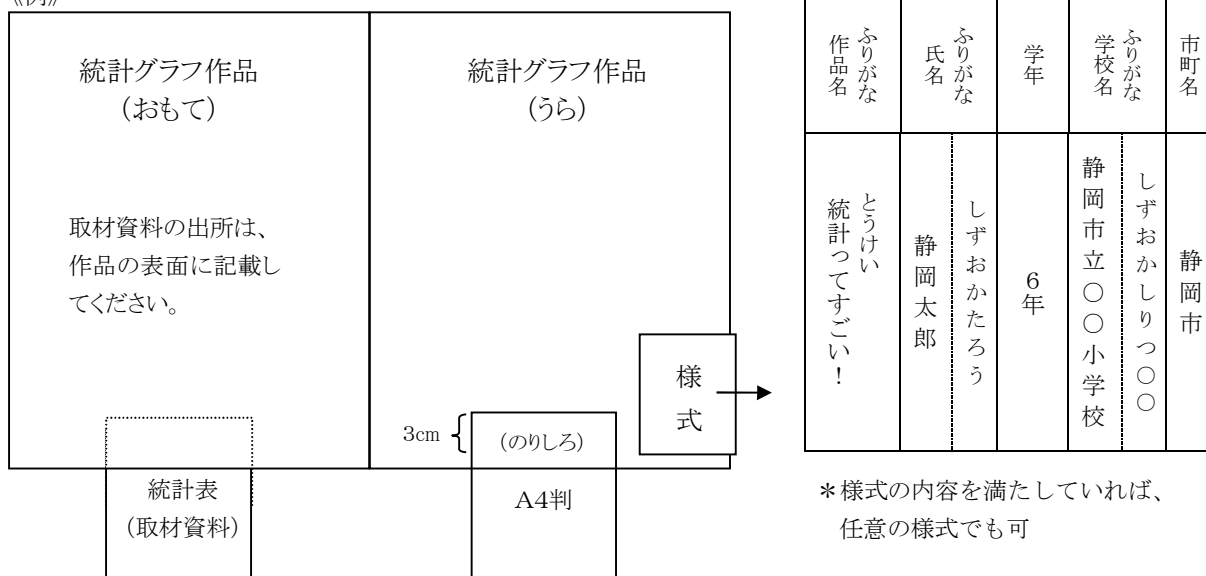 《例》
統計グラフ作品
（おもて）
取材資料の出所は、
作品の表面に記載し
てください。
統計表
（取材資料）
統計グラフ作品
（うら）
3cm
（のりしろ）
A4判
様
式
市町名
静岡市
ふりがな
学校名
しずおかしりつ〇〇
静岡市立〇〇小学校
学年
6年
ふりがな
氏名
しずおかたろう
静岡太郎
ふりがな
作品名
とうけい
統計ってすごい！
＊様式の内容を満たしていれば、
任意の様式でも可